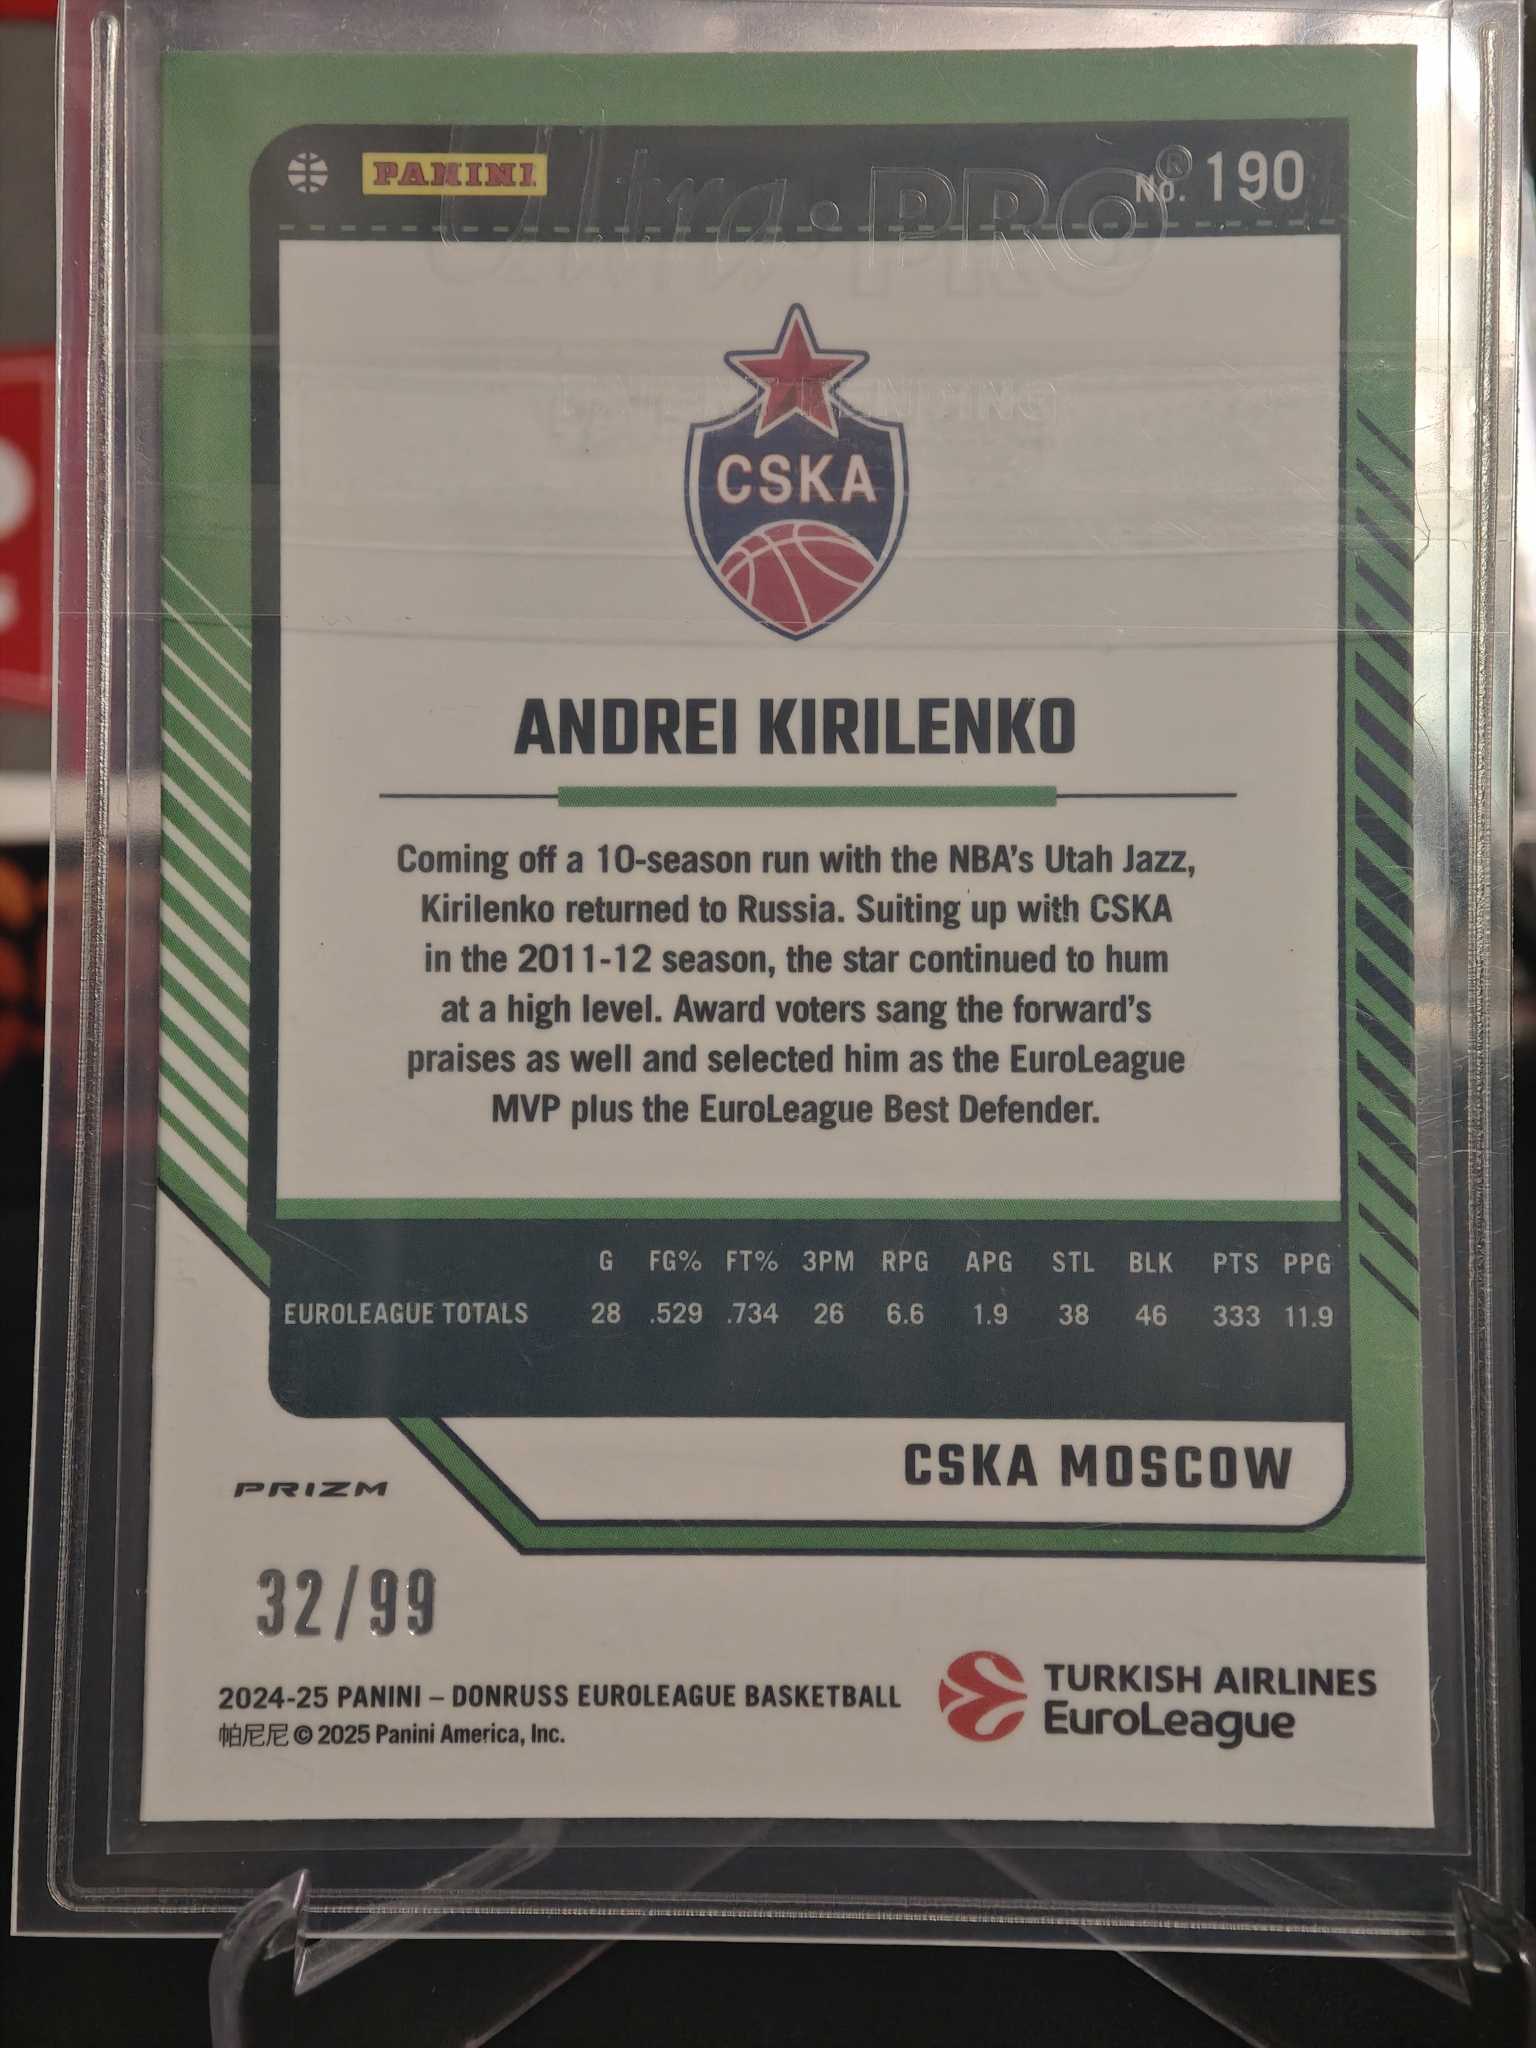 PANINI
Ultra·PRO®
No. 190
PATENT PENDING
CSKA
ANDREI KIRILENKO
Coming off a 10-season run with the NBA's Utah Jazz,
Kirilenko returned to Russia. Suiting up with CSKA
in the 2011-12 season, the star continued to hum
at a high level. Award voters sang the forward's
praises as well and selected him as the EuroLeague
MVP plus the EuroLeague Best Defender.
G FG% FT% 3PM RPG APG STL BLK PTS PPG
EUROLEAGUE TOTALS 28 .529 .734 26 6.6 1.9 38 46 333 11.9
CSKA MOSCOW
PRIZM
32/99
2024-25 PANINI – DONRUSS EUROLEAGUE BASKETBALL
帕尼尼 © 2025 Panini America, Inc.
TURKISH AIRLINES
EuroLeague